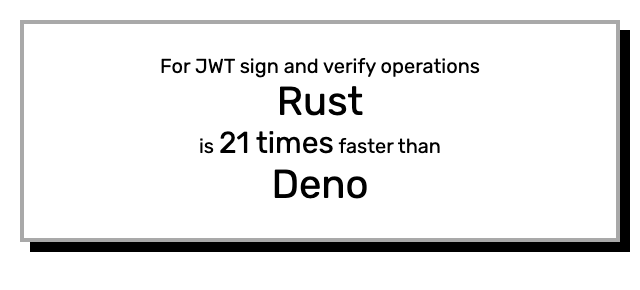 For JWT sign and verify operations
Rust
is 21 times faster than
Deno